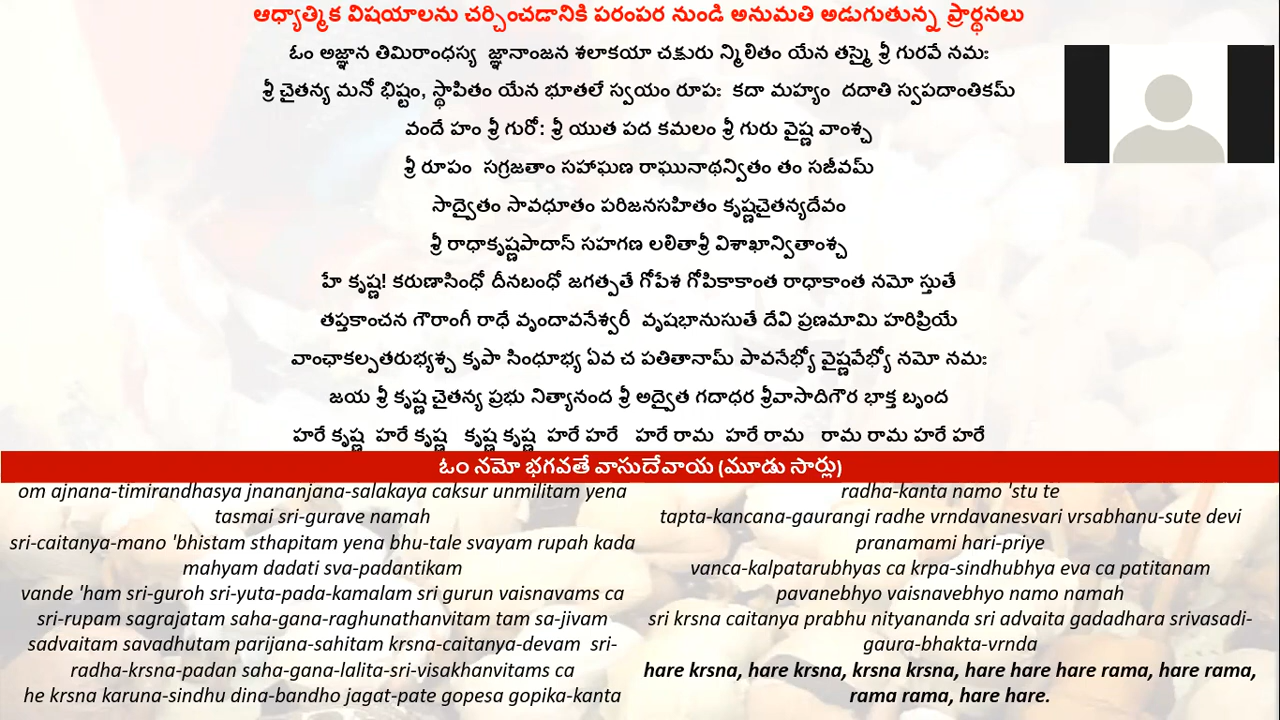 ఆధ్యాత్మిక విషయాలను చర్చించడానికి పరంపర నుండి అనుమతి అడుగుతున్న ప్రార్థనలు
ఓం అజ్ఞాన తిమిరాంధస్య జ్ఞానాంజన శలాకయా చక్షురు న్మిలితం యేన తస్మై శ్రీ గురవే నమః
శ్రీ చైతన్య మనో భిష్టం, స్థాపితం యేన భూతలే స్వయం రూపః కదా మహ్యం దదాతి స్వపదాంతికమ్
వందే హం శ్రీ గురో: శ్రీ యుత పద కమలం శ్రీ గురు వైష్ణ వాంశ్చ
శ్రీ రూపం సగ్రజతాం సహాఘణ రాఘునాథన్వితం తం సజీవమ్
సాద్వైతం సావధూతం పరిజనసహితం కృష్ణచైతన్యదేవం
శ్రీ రాధాకృష్ణపాదాన్ సహగణ లలితాశ్రీ విశాఖాన్వితాంశ్చ
హే కృష్ణ! కరుణాసింధో దీనబంధో జగత్పతే గోపేశ గోపికాకాంత రాధాకాంత నమో స్తుతే
తప్తకాంచన గౌరాంగీ రాధే వృందావనేశ్వరీ వృషభానుసుతే దేవి ప్రణమామి హరిప్రియే
వాంఛాకల్పతరుభ్యశ్చ కృపా సింధూభ్య ఏవ చ పతితానామ్ పావనేభ్యో వైష్ణవేభ్యో నమో నమః
జయ శ్రీ కృష్ణ చైతన్య ప్రభు నిత్యానంద శ్రీ అద్వైత గదాధర శ్రీవాసాదిగౌర భాక్త బృంద
హరే కృష్ణ హరే కృష్ణ కృష్ణ కృష్ణ హరే హరే హరే రామ హరే రామ రామ రామ హరే హరే
ఓం నమో భగవతే వాసుదేవాయ (మూడు సార్లు)
om ajnana-timirandhasya jnananjana-salakaya caksur unmilitam yena
tasmai sri-gurave namah
sri-caitanya-mano 'bhistam sthapitam yena bhu-tale svayam rupah kada
mahyam dadati sva-padantikam
vande 'ham sri-guroh sri-yuta-pada-kamalam sri gurun vaisnavams ca
sri-rupam sagrajatam saha-gana-raghunathanvitam tam sa-jivam
sadvaitam savadhutam parijana-sahitam krsna-caitanya-devam sri-
radha-krsna-padan saha-gana-lalita-sri-visakhanvitams ca
he krsna karuna-sindhu dina-bandho jagat-pate gopesa gopika-kanta
radha-kanta namo 'stu te
tapta-kancana-gaurangi radhe vrndavanesvari vrsabhanu-sute devi
pranamami hari-priye
vanca-kalpatarubhyas ca krpa-sindhubhya eva ca patitanam
pavanebhyo vaisnavebhyo namo namah
sri krsna caitanya prabhu nityananda sri advaita gadadhara srivasadi-
gaura-bhakta-vrnda
hare krsna, hare krsna, krsna krsna, hare hare hare rama, hare rama,
rama rama, hare hare.